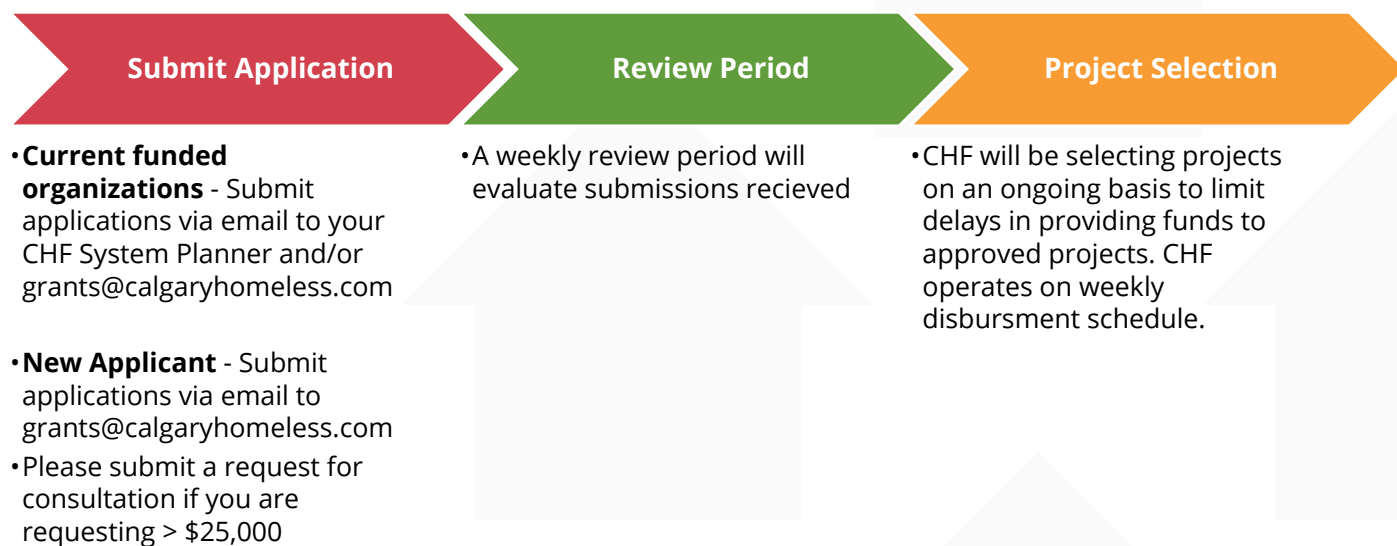 Submit Application
Review Period
Project Selection
•Current funded
organizations - Submit
applications via email to your
CHF System Planner and/or
grants@calgaryhomeless.com
•New Applicant - Submit
applications via email to
grants@calgaryhomeless.com
•Please submit a request for
consultation if you are
requesting > $25,000
•A weekly review period will
evaluate submissions recieved
•CHF will be selecting projects
on an ongoing basis to limit
delays in providing funds to
approved projects. CHF
operates on weekly
disbursment schedule.